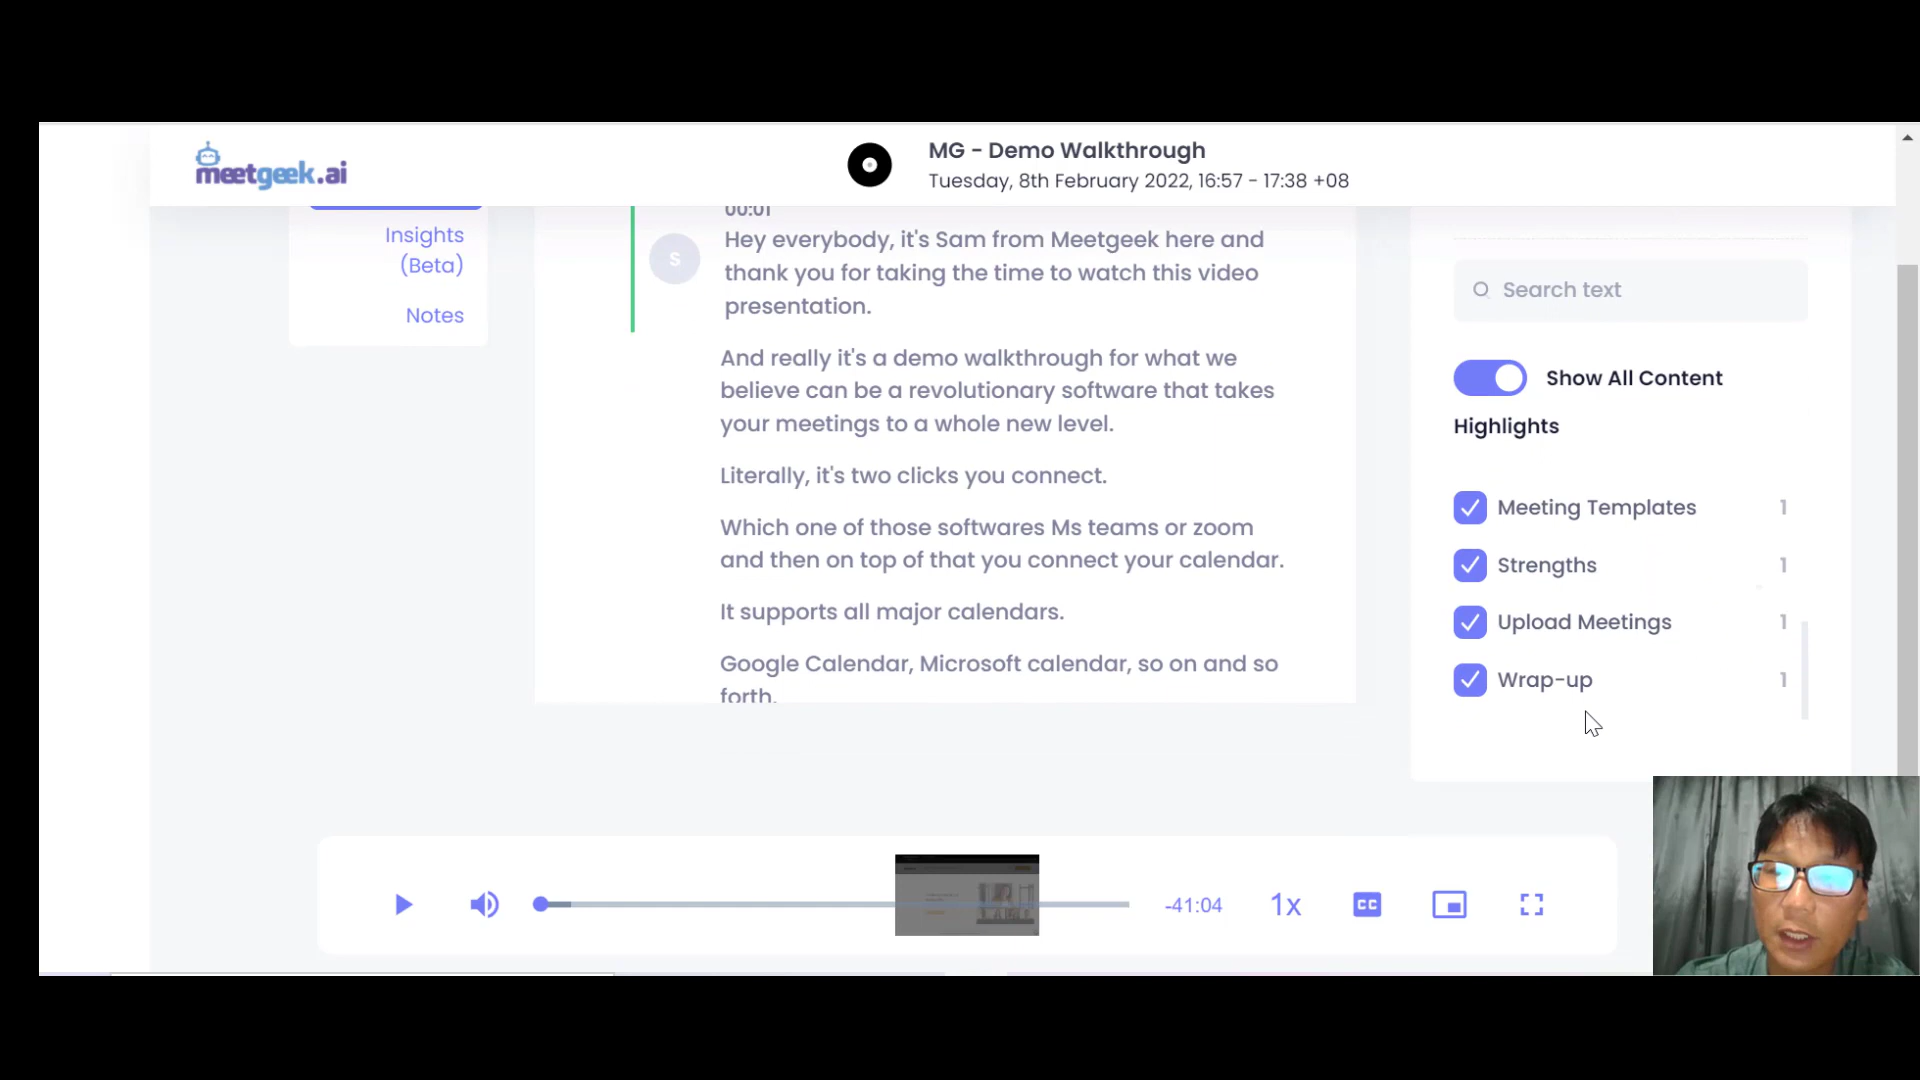 meetgeek.ai
MG - Demo Walkthrough
Tuesday, 8th February 2022, 16:57 - 17:38 +08
Insights
(Beta)
Notes
00:01
S
Hey everybody, it's Sam from Meetgeek here and
thank you for taking the time to watch this video
presentation.
And really it's a demo walkthrough for what we
believe can be a revolutionary software that takes
your meetings to a whole new level.
Literally, it's two clicks you connect.
Which one of those softwares Ms teams or zoom
and then on top of that you connect your calendar.
It supports all major calendars.
Google Calendar, Microsoft calendar, so on and so
forth.
Search text
Show All Content
Highlights
Meeting Templates 1
Strengths 1
Upload Meetings 1
Wrap-up 1
-41:04
1x
CC